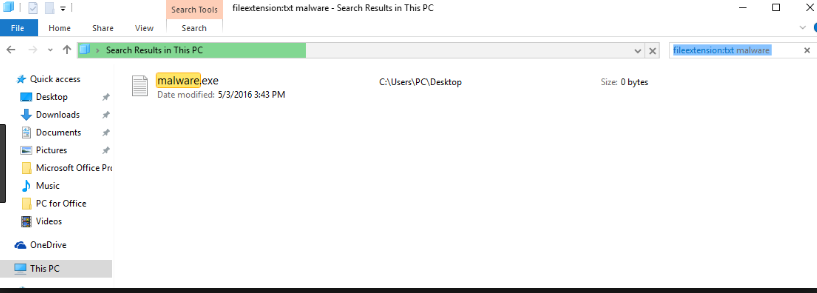 Search Tools
fileextension:txt malware - Search Results in This PC
File
Home
Share
View
Search
Search Results in This PC
fileextension:txt malware
Quick access
Desktop
Downloads
Documents
Pictures
Microsoft Office Pr
Music
PC for Office
Videos
OneDrive
This PC
malware.exe
Date modified: 5/3/2016 3:43 PM
C:\Users\PC\Desktop
Size: 0 bytes